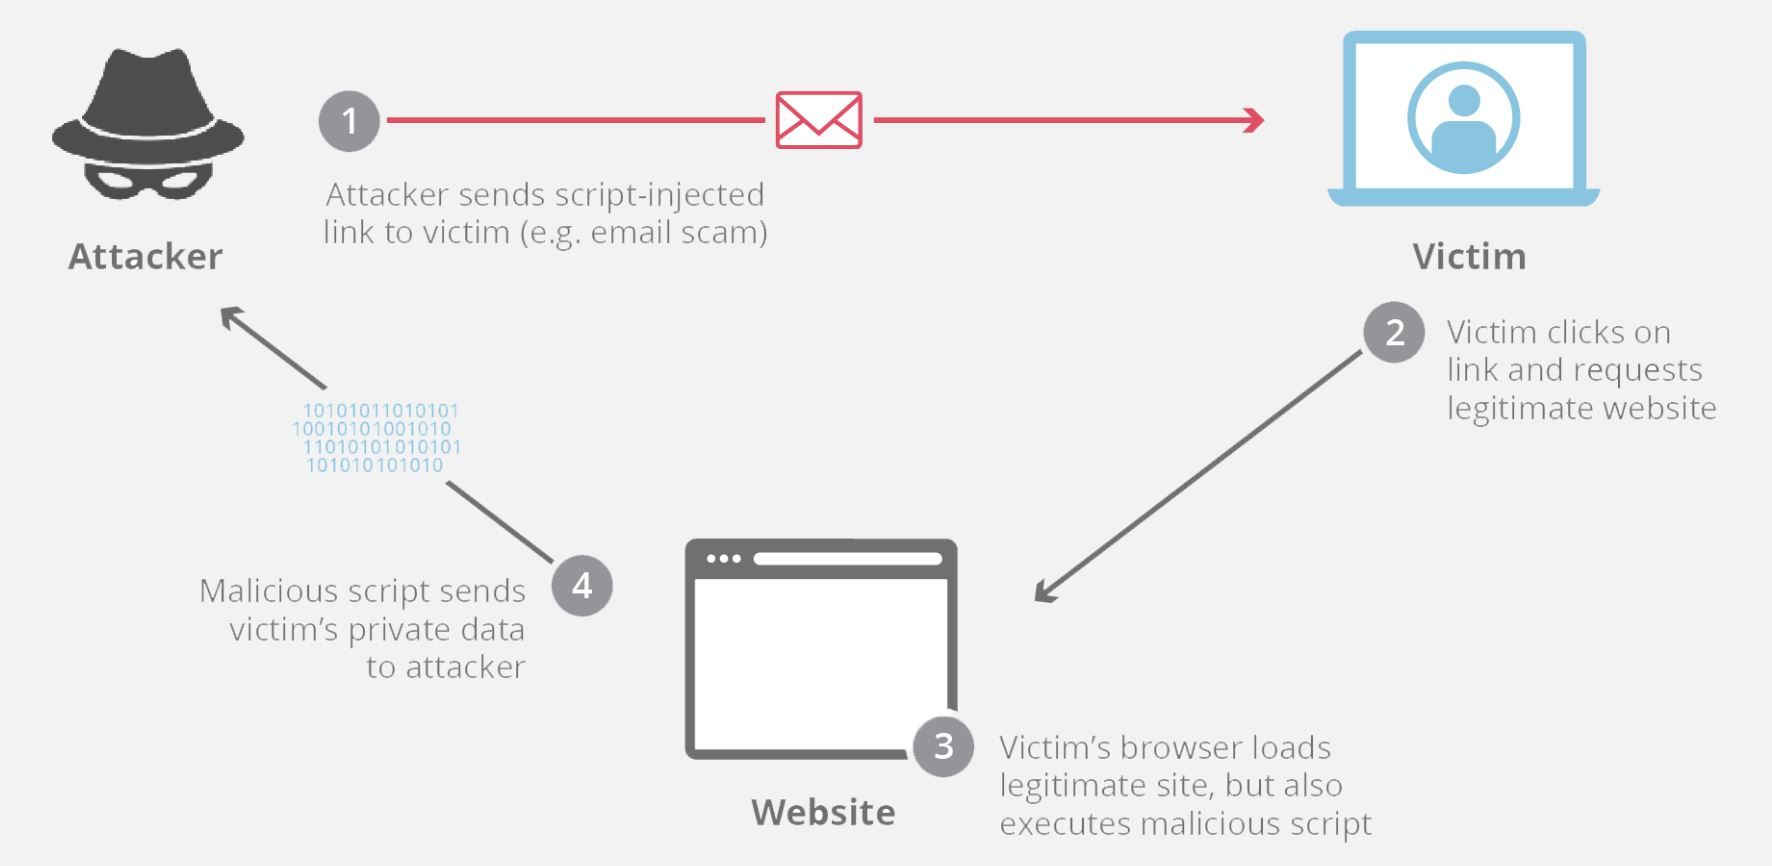 1
Attacker sends script-injected
link to victim (e.g. email scam)
Attacker
Victim
2
Victim clicks on
link and requests
legitimate website
10101011010101
10010101001010
11010101010101
101010101010
4
Malicious script sends
victim's private data
to attacker
3
Victim's browser loads
legitimate site, but also
executes malicious script
Website